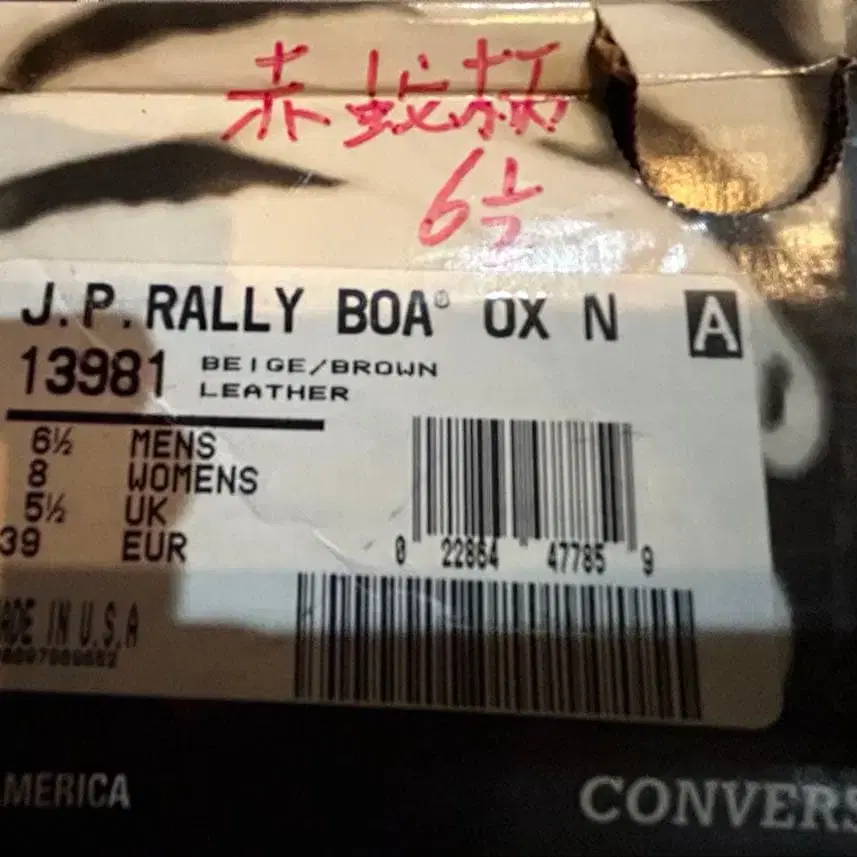 赤蛇柄
6½
J.P.RALLY BOA® OX N A
13981 BEIGE/BROWN
LEATHER
6½ MENS
8 WOMENS
5½ UK
39 EUR
0 22864 47785 9
MADE IN U.S.A
MERICA
CONVERS